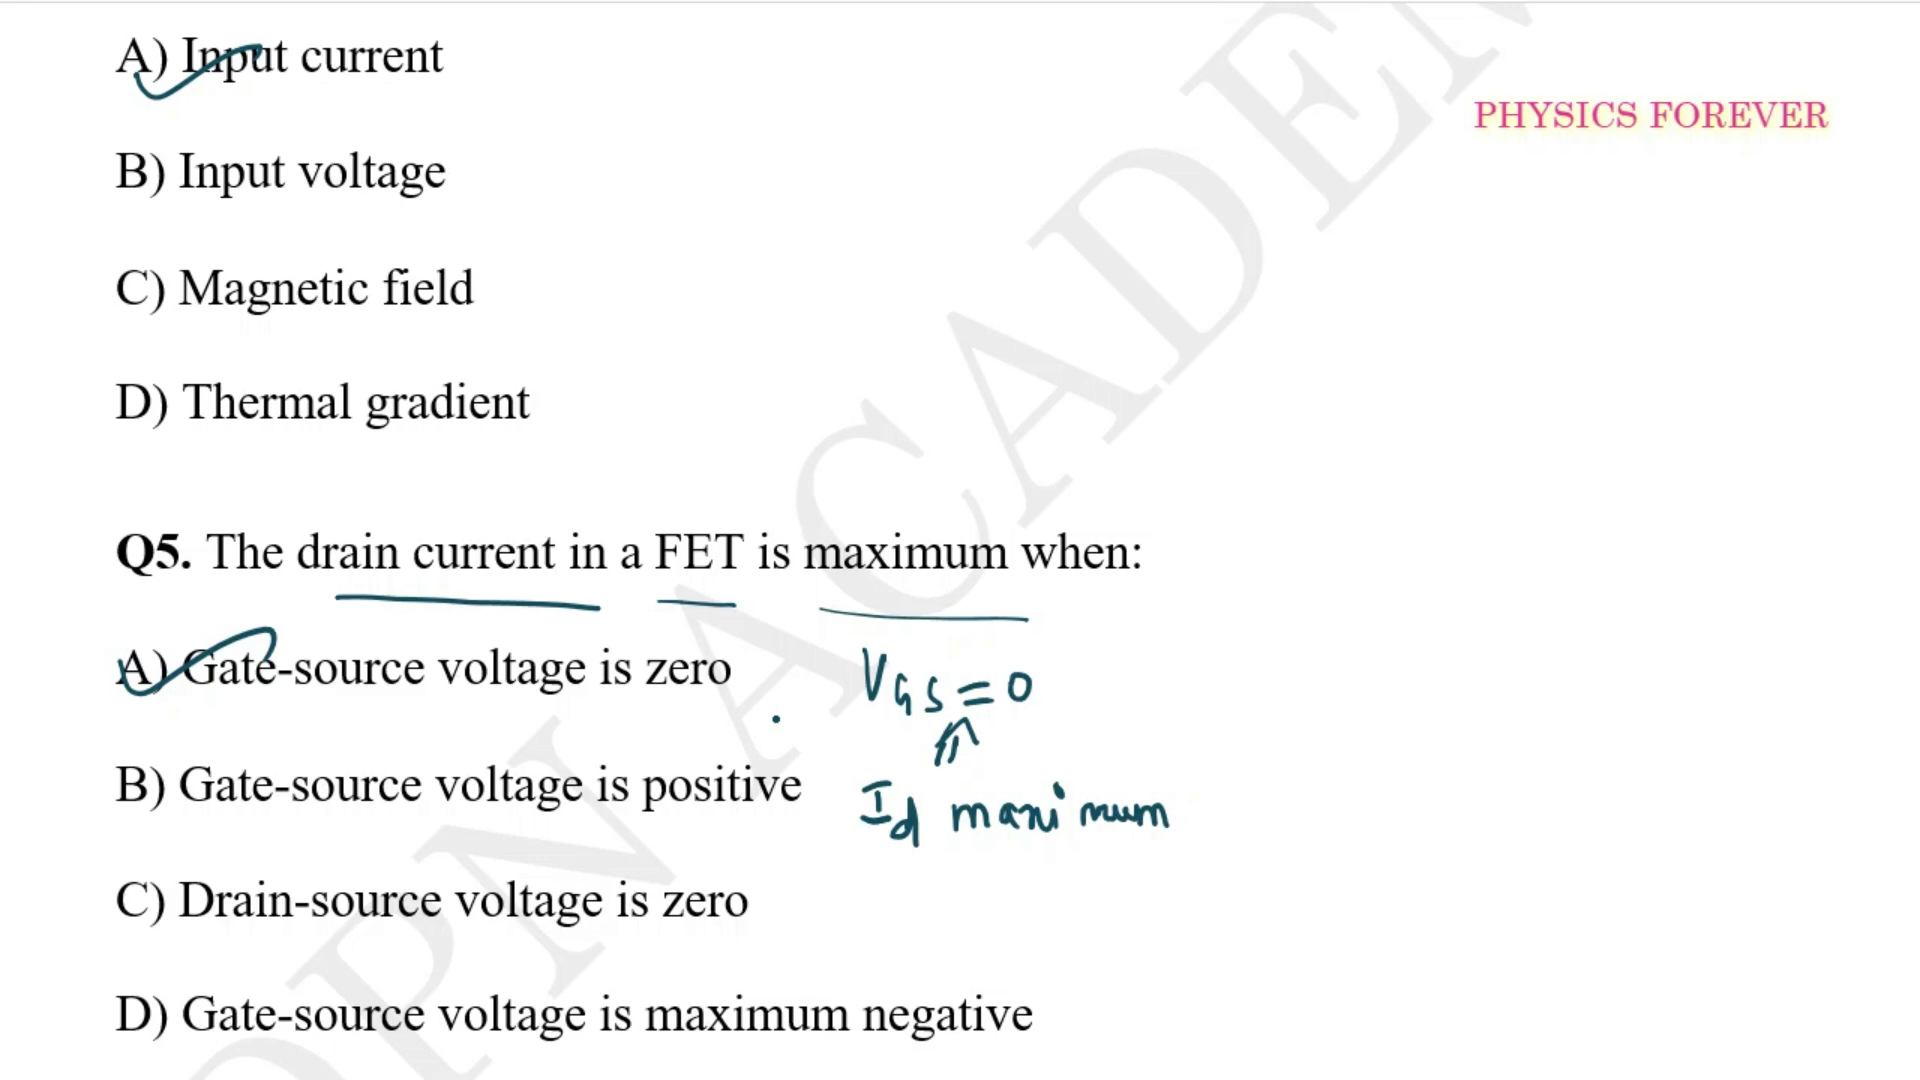 A) Input current
PHYSICS FOREVER
B) Input voltage
C) Magnetic field
D) Thermal gradient
Q5. The drain current in a FET is maximum when:
A) Gate-source voltage is zero
VGS=0
B) Gate-source voltage is positive
Id maximum
C) Drain-source voltage is zero
D) Gate-source voltage is maximum negative
OPN ACADEM